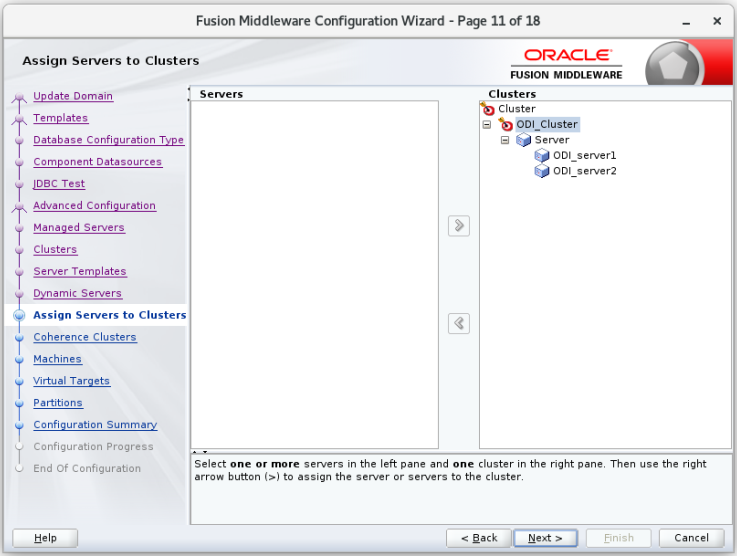 Fusion Middleware Configuration Wizard - Page 11 of 18
Assign Servers to Clusters
ORACLE
FUSION MIDDLEWARE
Update Domain
Templates
Database Configuration Type
Component Datasources
JDBC Test
Advanced Configuration
Managed Servers
Clusters
Server Templates
Dynamic Servers
Assign Servers to Clusters
Coherence Clusters
Machines
Virtual Targets
Partitions
Configuration Summary
Configuration Progress
End Of Configuration
Servers
Clusters
Cluster
ODI_Cluster
Server
ODI_server1
ODI_server2
Select one or more servers in the left pane and one cluster in the right pane. Then use the right
arrow button (>) to assign the server or servers to the cluster.
Help
< Back
Next >
Finish
Cancel